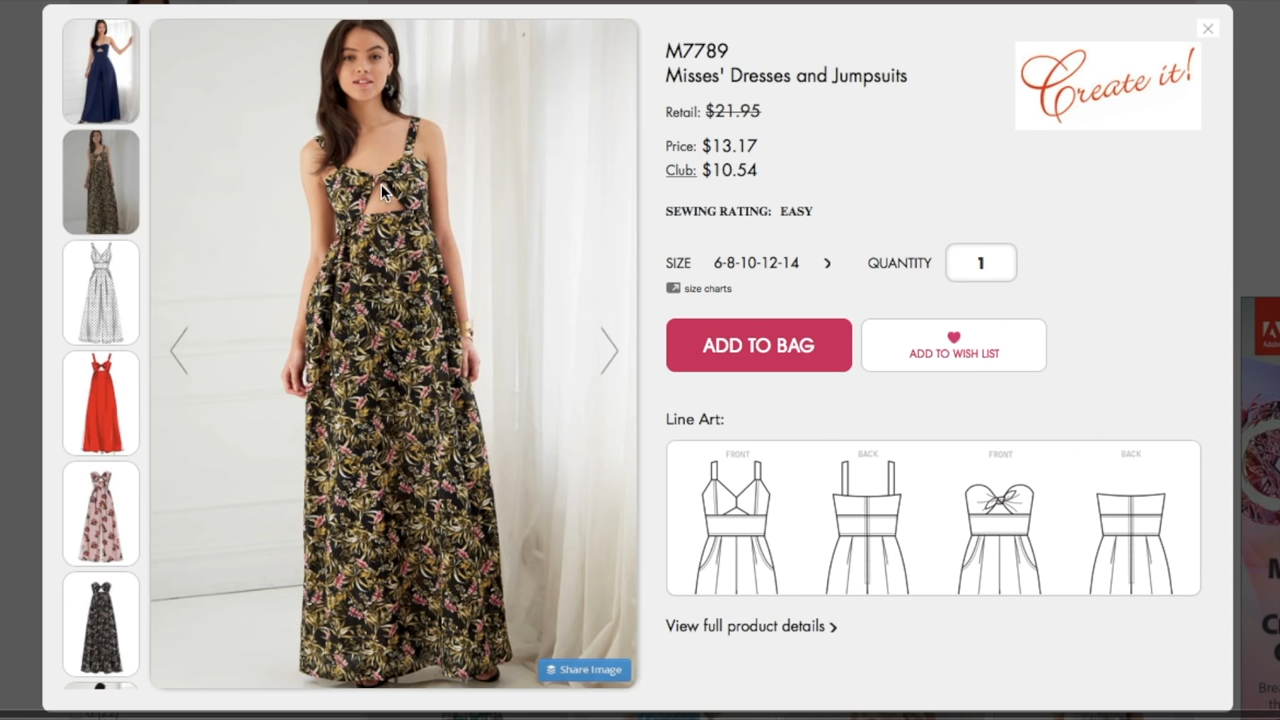 M7789
Misses' Dresses and Jumpsuits
Create it!
Retail: $21.95
Price: $13.17
Club: $10.54
SEWING RATING: EASY
SIZE 6-8-10-12-14 › QUANTITY 1
size charts
ADD TO BAG
ADD TO WISH LIST
Line Art:
FRONT BACK FRONT BACK
View full product details ›
Share Image